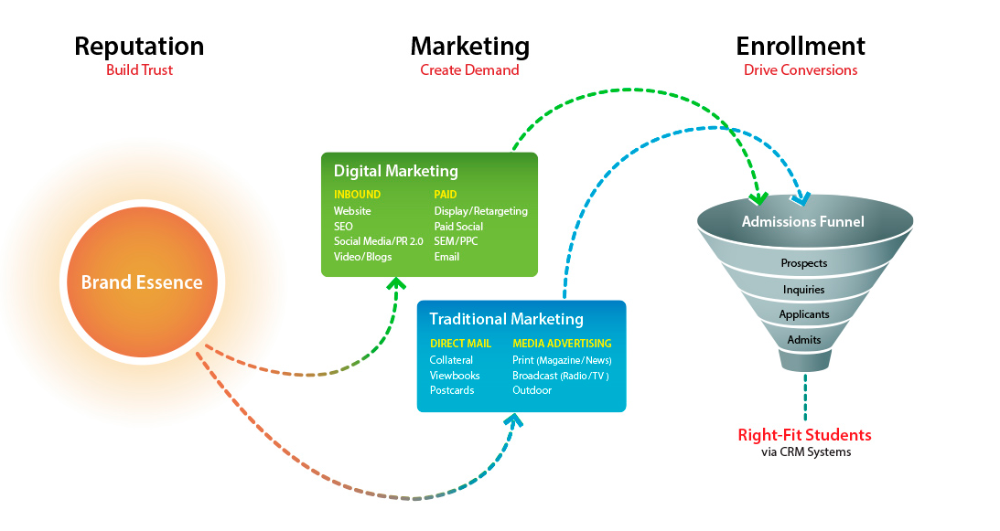 Reputation
Build Trust
Marketing
Create Demand
Enrollment
Drive Conversions
Brand Essence
Digital Marketing
INBOUND
Website
SEO
Social Media/PR 2.0
Video/Blogs
PAID
Display/Retargeting
Paid Social
SEM/PPC
Email
Traditional Marketing
DIRECT MAIL
Collateral
Viewbooks
Postcards
MEDIA ADVERTISING
Print (Magazine/News)
Broadcast (Radio/TV )
Outdoor
Admissions Funnel
Prospects
Inquiries
Applicants
Admits
Right-Fit Students
via CRM Systems